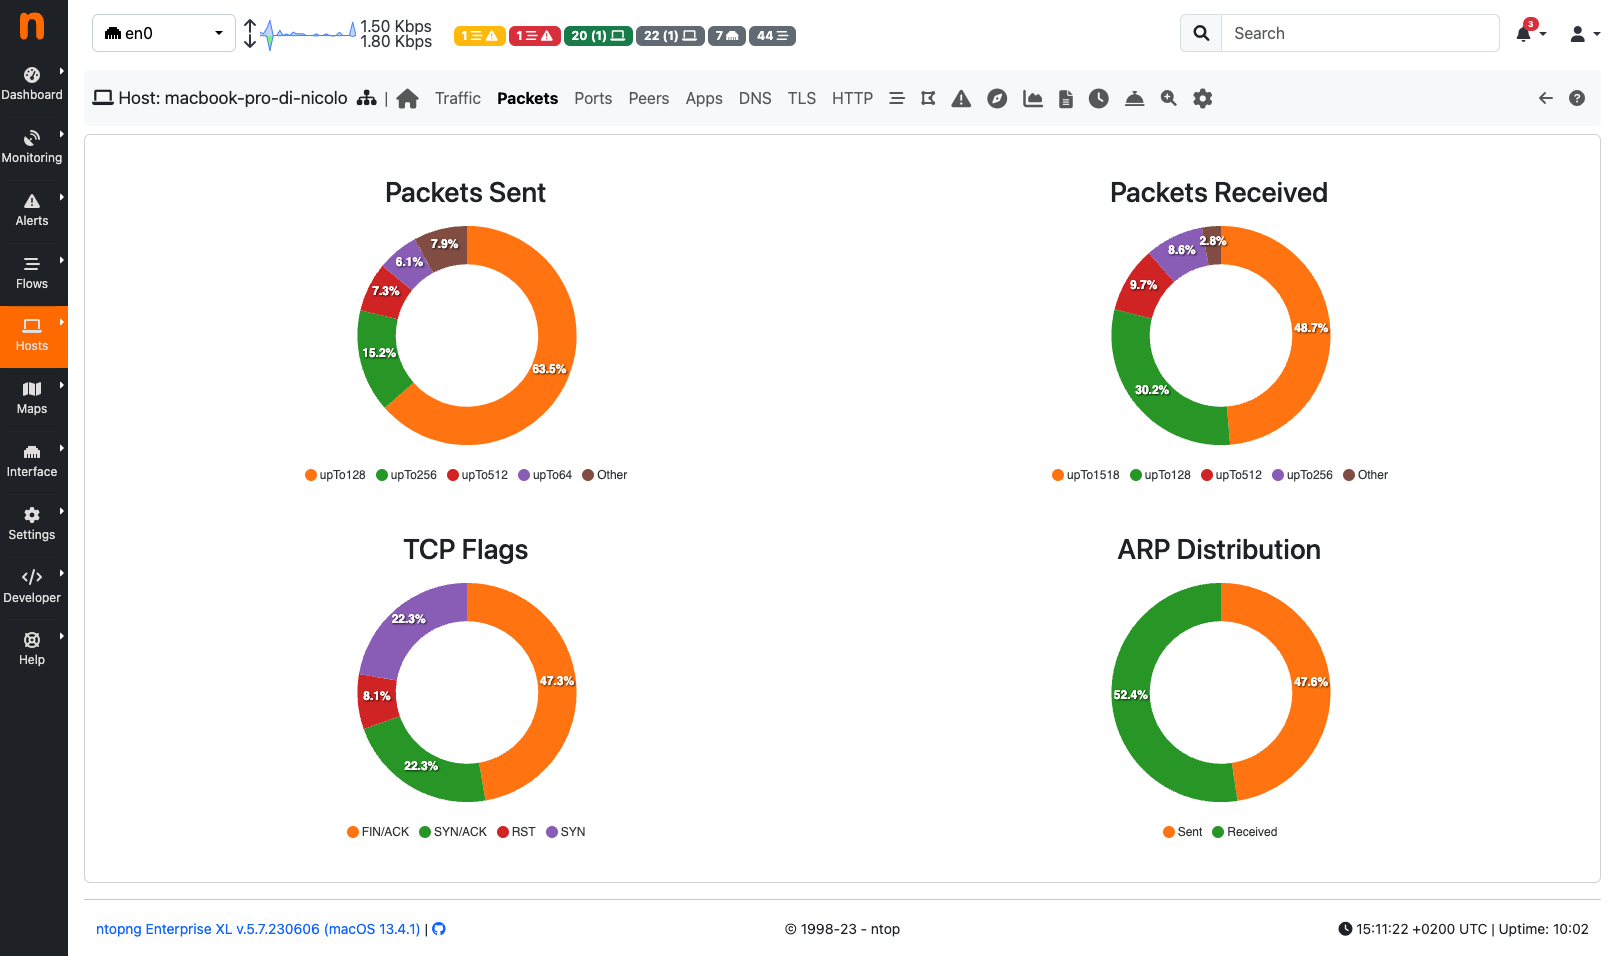 n
en0
1.50 Kbps
1.80 Kbps
1
1
20 (1)
22 (1)
7
44
Search
3
Dashboard
Monitoring
Alerts
Flows
Hosts
Maps
Interface
Settings
Developer
Help
Host: macbook-pro-di-nicolo | Traffic Packets Ports Peers Apps DNS TLS HTTP
Packets Sent
7.9%
6.1%
7.3%
15.2%
63.5%
upTo128 upTo256 upTo512 upTo64 Other
Packets Received
2.8%
8.6%
9.7%
48.7%
30.2%
upTo1518 upTo128 upTo512 upTo256 Other
TCP Flags
22.3%
47.3%
8.1%
22.3%
FIN/ACK SYN/ACK RST SYN
ARP Distribution
47.6%
52.4%
Sent Received
ntopng Enterprise XL v.5.7.230606 (macOS 13.4.1) |
© 1998-23 - ntop
15:11:22 +0200 UTC | Uptime: 10:02